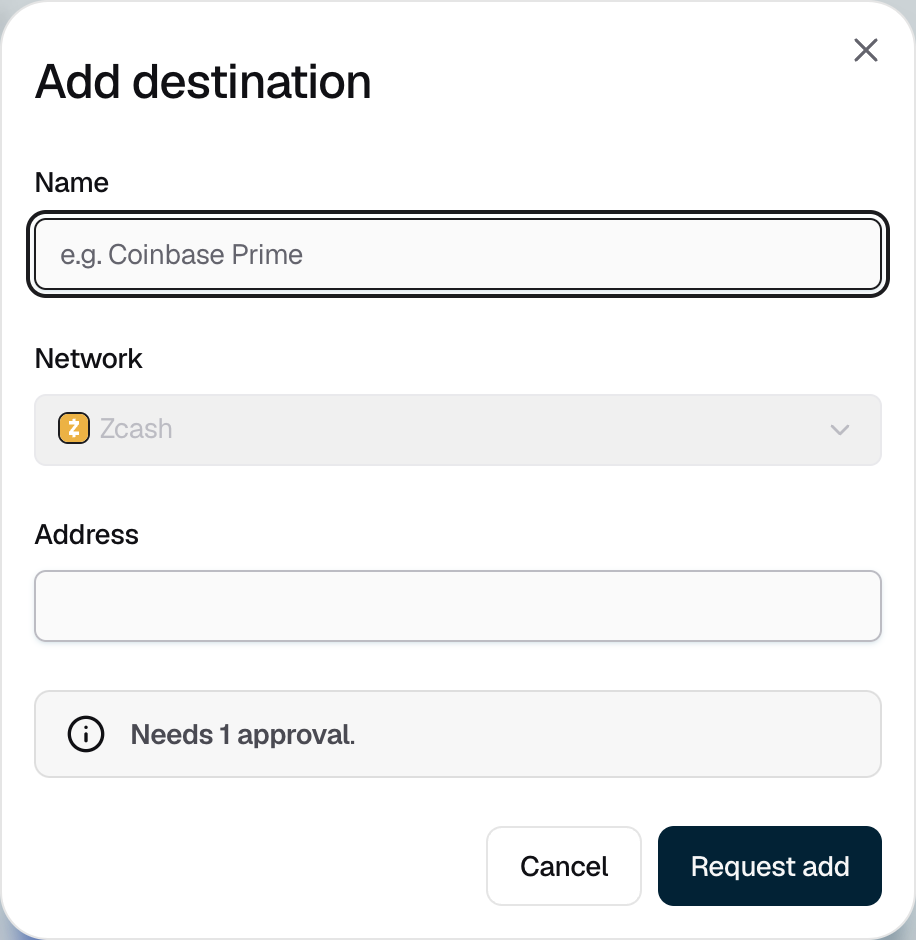 Add destination
Name
e.g. Coinbase Prime
Network
Zcash
Address
Needs 1 approval.
Cancel
Request add